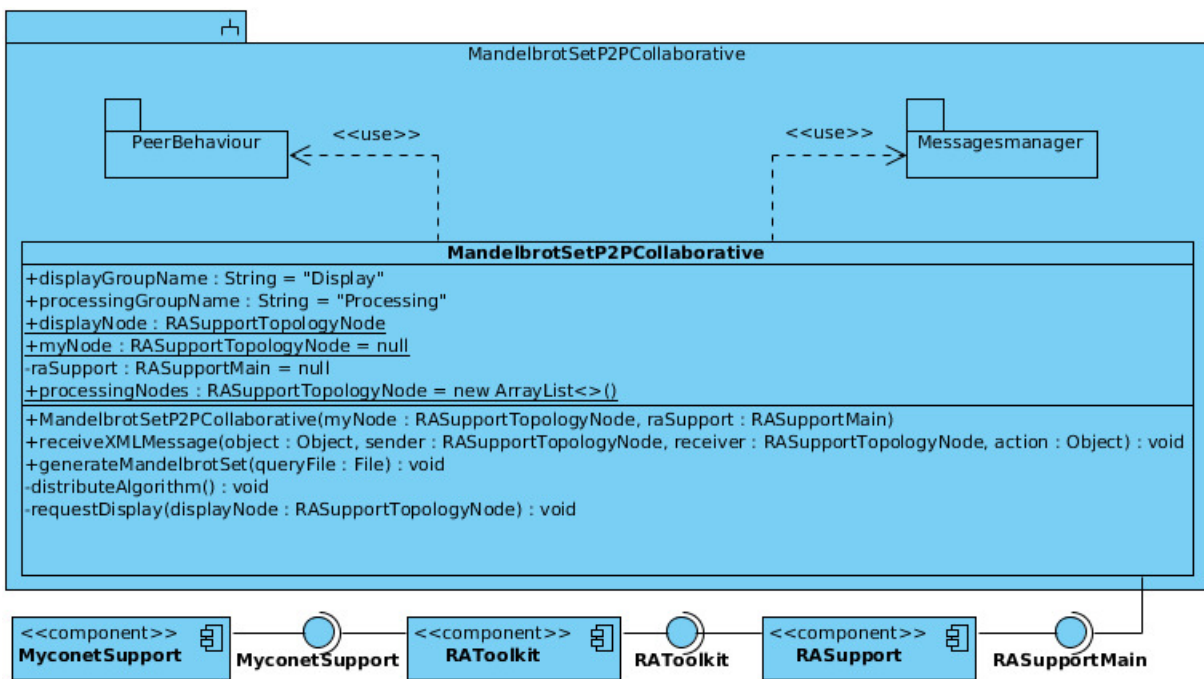 MandelbrotSetP2PCollaborative
PeerBehaviour
<<use>>
<<use>>
Messagesmanager
MandelbrotSetP2PCollaborative
+displayGroupName : String = "Display"
+processingGroupName : String = "Processing"
+displayNode : RASupportTopologyNode
+myNode : RASupportTopologyNode = null
-raSupport : RASupportMain = null
+processingNodes : RASupportTopologyNode = new ArrayList<>()
+MandelbrotSetP2PCollaborative(myNode : RASupportTopologyNode, raSupport : RASupportMain)
+receiveXMLMessage(object : Object, sender : RASupportTopologyNode, receiver : RASupportTopologyNode, action : Object) : void
+generateMandelbrotSet(queryFile : File) : void
-distributeAlgorithm() : void
-requestDisplay(displayNode : RASupportTopologyNode) : void
<<component>>
MyconetSupport
MyconetSupport
<<component>>
RAToolkit
RAToolkit
<<component>>
RASupport
RASupportMain